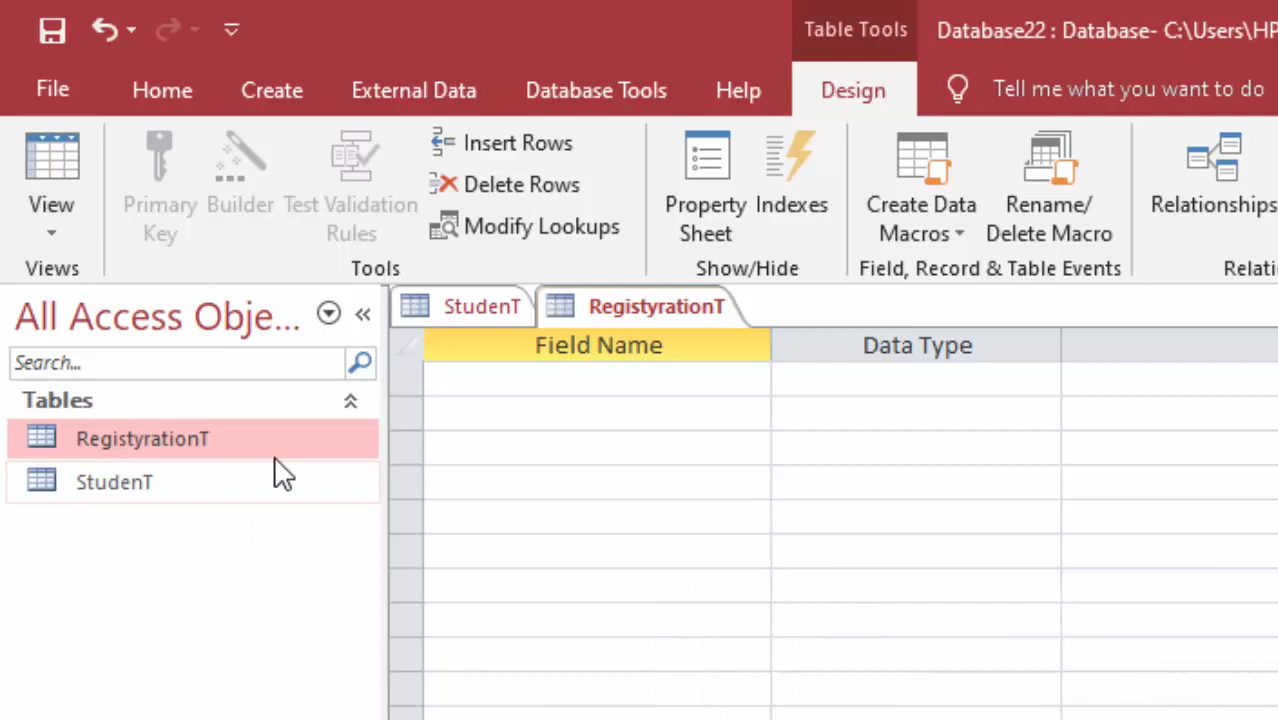 Table Tools
Database22 : Database- C:\Users\HP
File
Home
Create
External Data
Database Tools
Help
Design
Tell me what you want to do
View
Primary
Key
Builder
Test Validation
Rules
Insert Rows
Delete Rows
Modify Lookups
Property
Sheet
Indexes
Create Data
Macros
Rename/
Delete Macro
Relationships
Views
Tools
Show/Hide
Field, Record & Table Events
Relati
All Access Obje...
StudenT
RegistyrationT
Search...
Field Name
Data Type
Tables
RegistyrationT
StudenT